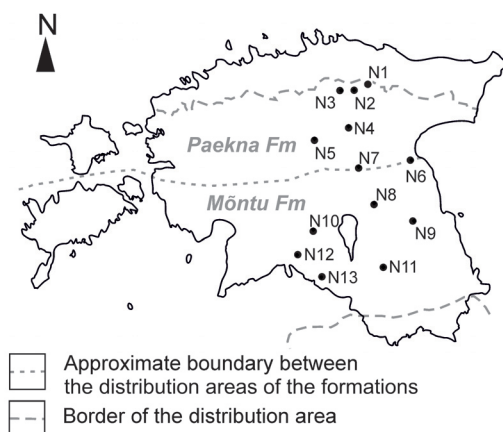 N
N1
N3
N2
N4
Paekna Fm
N5
N7
N6
Mõntu Fm
N8
N9
N10
N12
N11
N13
Approximate boundary between
the distribution areas of the formations
Border of the distribution area